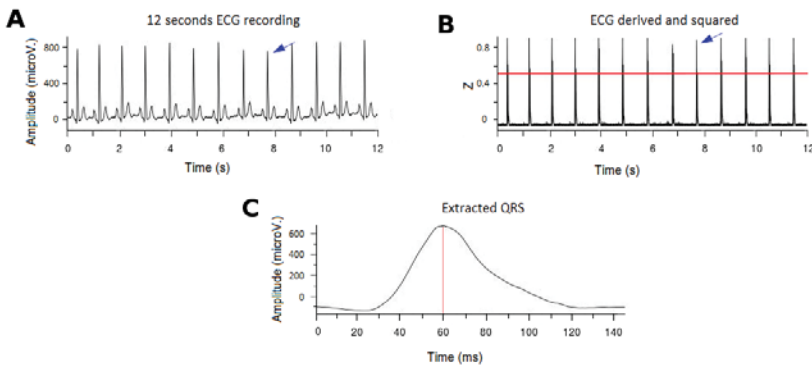 A
12 seconds ECG recording
Amplitude (microV.)
800
400
0
0 2 4 6 8 10 12
Time (s)
B
ECG derived and squared
Z
0.8
0.4
0
0 2 4 6 8 10 12
Time (s)
C
Extracted QRS
Amplitude (microV.)
600
400
200
0
0 20 40 60 80 100 120 140
Time (ms)